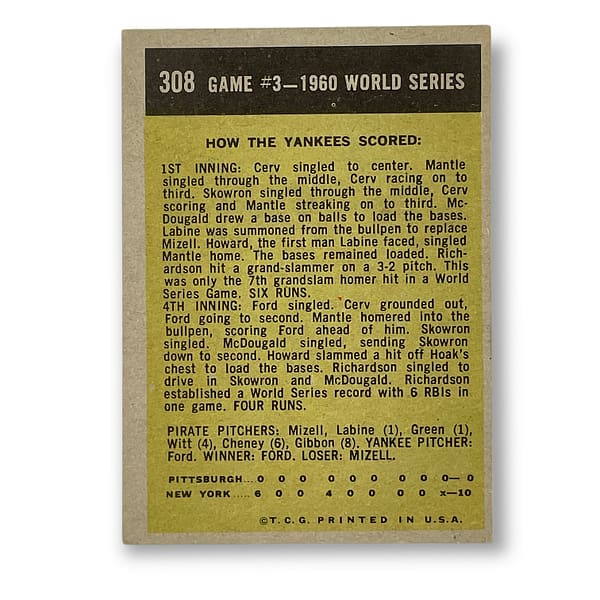 308 GAME #3—1960 WORLD SERIES
HOW THE YANKEES SCORED:
1ST INNING: Cerv singled to center. Mantle
singled through the middle, Cerv racing on to
third. Skowron singled through the middle, Cerv
scoring and Mantle streaking on to third. Mc-
Dougald drew a base on balls to load the bases.
Labine was summoned from the bullpen to replace
Mizell. Howard, the first man Labine faced, singled
Mantle home. The bases remained loaded. Rich-
ardson hit a grand-slammer on a 3-2 pitch. This
was only the 7th grandslam homer hit in a World
Series Game. SIX RUNS.
4TH INNING: Ford singled. Cerv grounded out,
Ford going to second. Mantle homered into the
bullpen, scoring Ford ahead of him. Skowron
singled. McDougald singled, sending Skowron
down to second. Howard slammed a hit off Hoak's
chest to load the bases. Richardson singled to
drive in Skowron and McDougald. Richardson
established a World Series record with 6 RBIs in
one game. FOUR RUNS.
PIRATE PITCHERS: Mizell, Labine (1), Green (1),
Witt (4), Cheney (6), Gibbon (8). YANKEE PITCHER:
Ford. WINNER: FORD. LOSER: MIZELL.
PITTSBURGH... 0 0 0 0 0 0 0 0 0— 0
NEW YORK ..... 6 0 0 4 0 0 0 0 x—10
©T.C.G. PRINTED IN U.S.A.